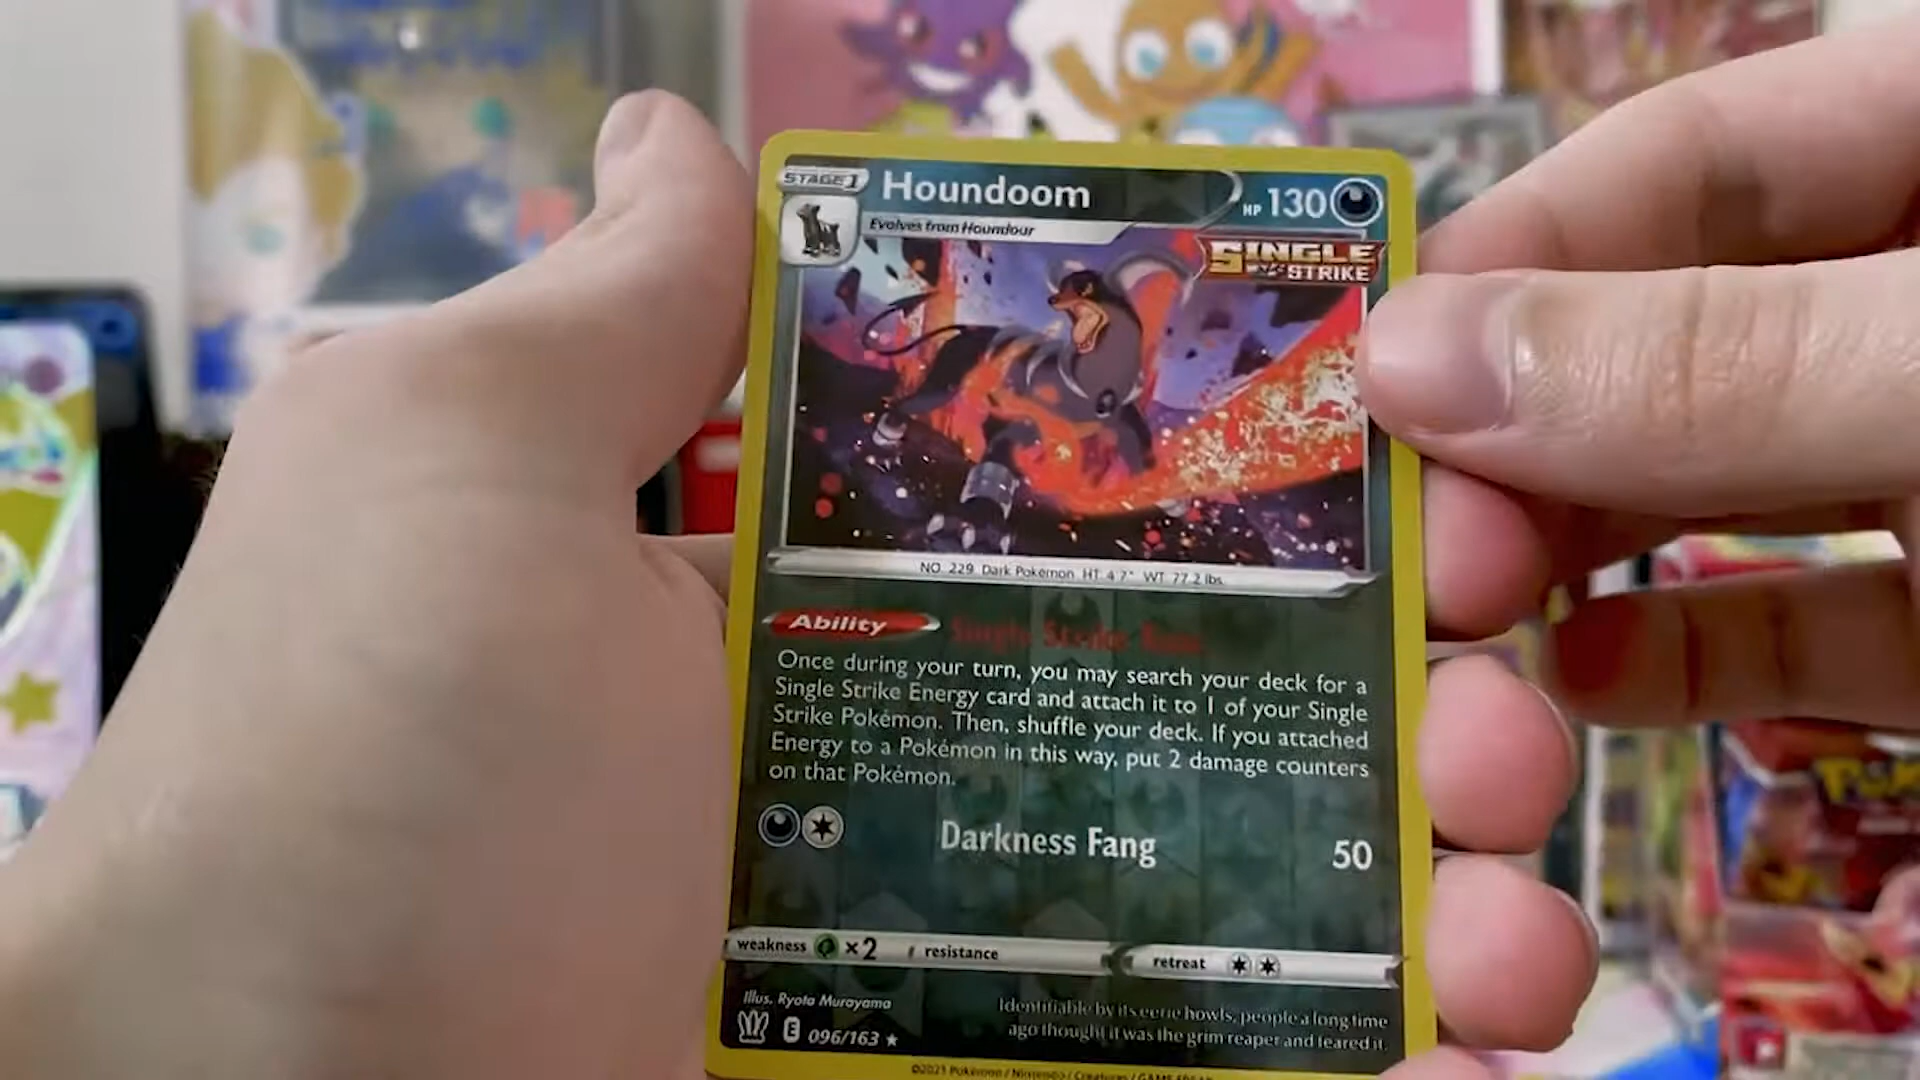 STAGE 1 Houndoom HP 130
Evolves from Houndour
SINGLE
STRIKE
NO. 229 Dark Pokémon HT: 4'7" WT: 77.2 lbs.
Ability Single Strike Roar
Once during your turn, you may search your deck for a
Single Strike Energy card and attach it to 1 of your Single
Strike Pokémon. Then, shuffle your deck. If you attached
Energy to a Pokémon in this way, put 2 damage counters
on that Pokémon.
Darkness Fang 50
weakness ×2 resistance retreat
Illus. Ryota Murayama
E 096/163 ★
Identifiable by its eerie howls, people a long time
ago thought it was the grim reaper and feared it.
©2021 Pokémon / Nintendo / Creatures / GAME FREAK